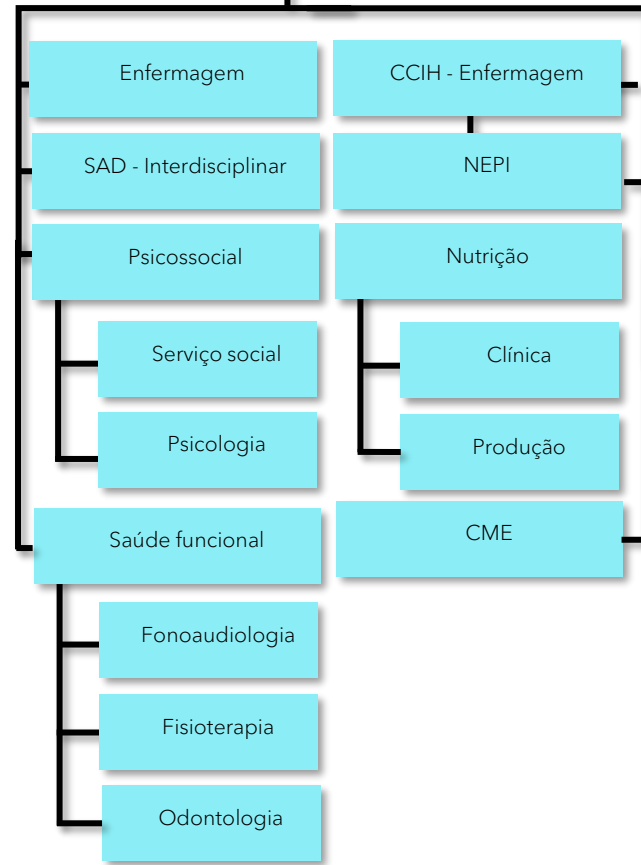 Enfermagem
CCIH - Enfermagem
SAD - Interdisciplinar
NEPI
Psicossocial
Nutrição
Serviço social
Clínica
Psicologia
Produção
Saúde funcional
CME
Fonoaudiologia
Fisioterapia
Odontologia